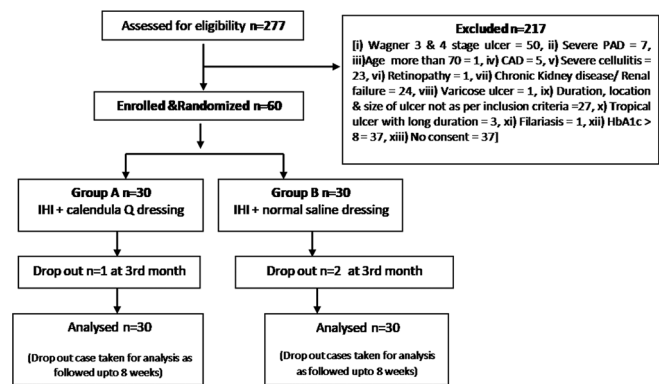 Assessed for eligibility n=277
Excluded n=217
[i) Wagner 3 & 4 stage ulcer = 50, ii) Severe PAD = 7,
iii)Age more than 70 = 1, iv) CAD = 5, v) Severe cellulitis
= 23, vi) Retinopathy = 1, vii) Chronic Kidney disease/ Renal
failure = 24, viii) Varicose ulcer = 1, ix) Duration, location
& size of ulcer not as per inclusion criteria =27, x) Tropical
ulcer with long duration = 3, xi) Filariasis = 1, xii) HbA1c >
8 = 37, xiii) No consent = 37]
Enrolled &Randomized n=60
Group A n=30
IHI + calendula Q dressing
Group B n=30
IHI + normal saline dressing
Drop out n=1 at 3rd month
Drop out n=2 at 3rd month
Analysed n=30
(Drop out case taken for analysis as
followed upto 8 weeks)
Analysed n=30
(Drop out cases taken for analysis
as followed upto 8 weeks)